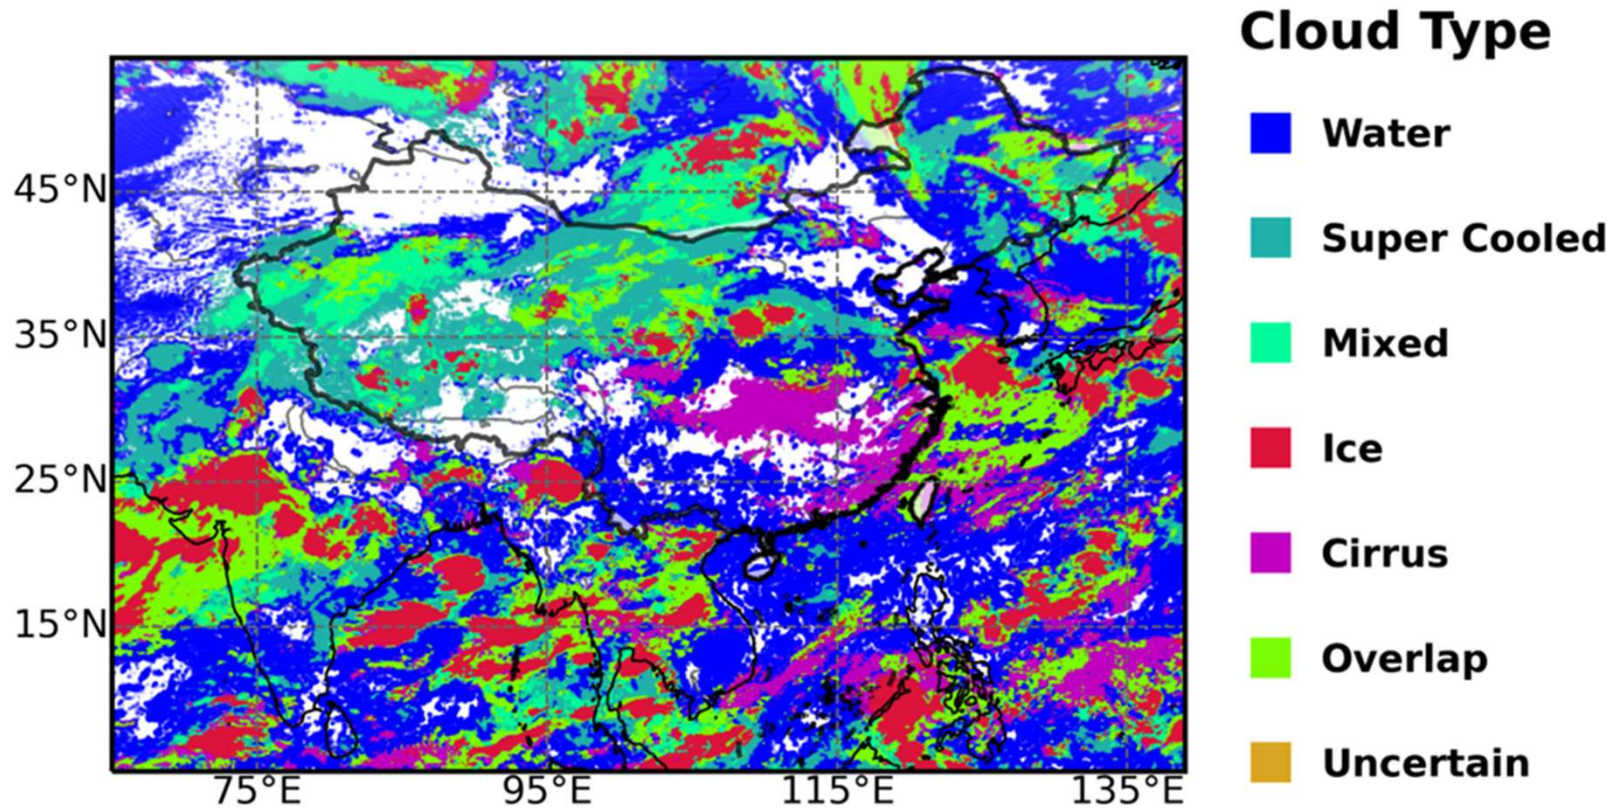 Cloud Type
Water
Super Cooled
Mixed
Ice
Cirrus
Overlap
Uncertain
45°N
35°N
25°N
15°N
75°E
95°E
115°E
135°E